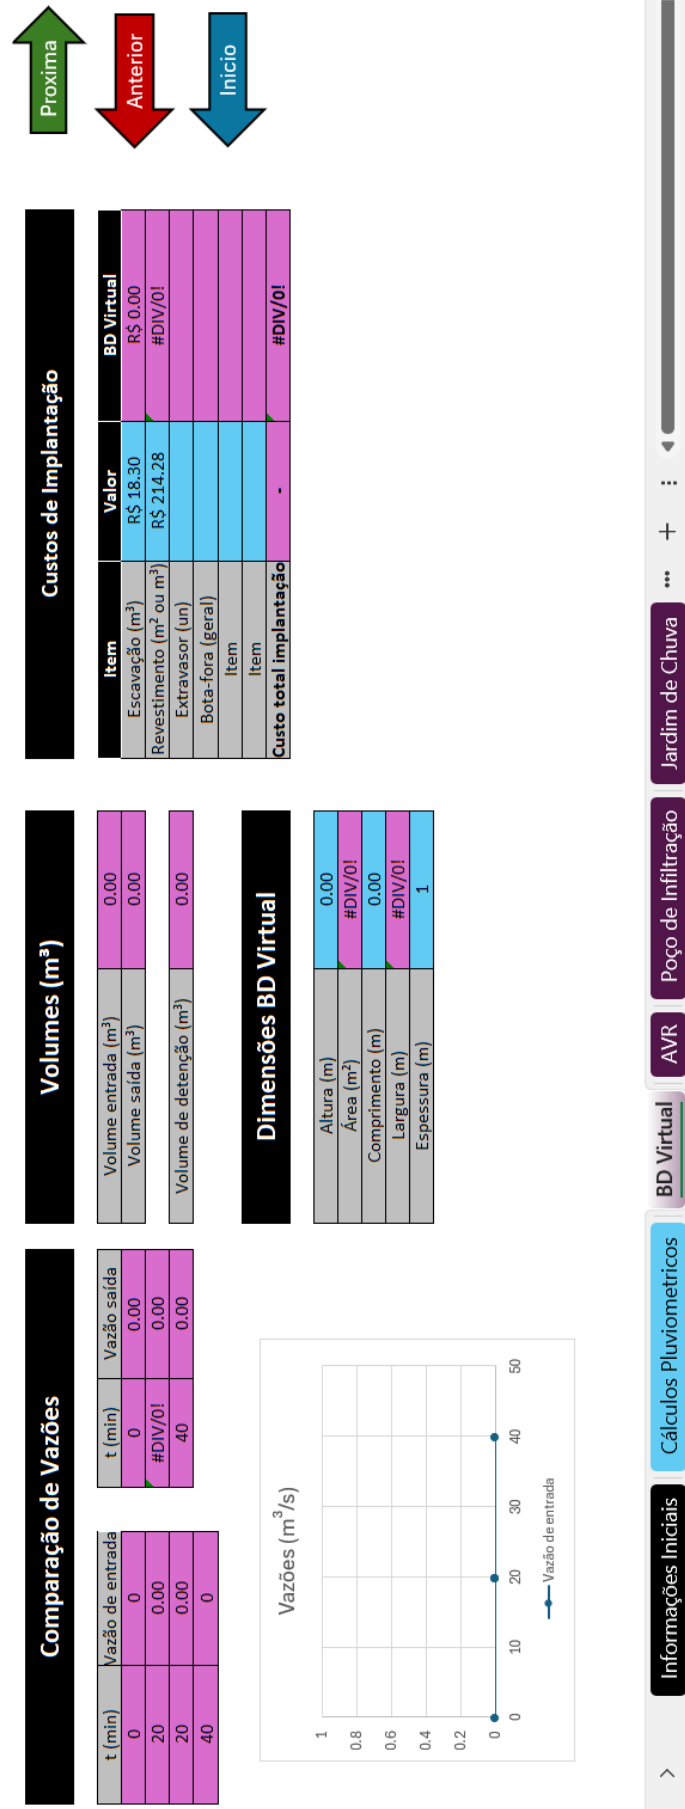 Comparação de Vazões
t (min) Vazão de entrada
0 0
20 0.00
20 0.00
40 0
t (min) Vazão saída
0 0.00
#DIV/0! 0.00
40 0.00
Vazões (m³/s)
1
0.8
0.6
0.4
0.2
0
0 10 20 30 40 50
Vazão de entrada
Volumes (m³)
Volume entrada (m³) 0.00
Volume saída (m³) 0.00
Volume de detenção (m³) 0.00
Dimensões BD Virtual
Altura (m) 0.00
Área (m²) #DIV/0!
Comprimento (m) 0.00
Largura (m) #DIV/0!
Espessura (m) 1
Custos de Implantação
Item Valor BD Virtual
Escavação (m³) R$ 18.30 R$ 0.00
Revestimento (m² ou m³) R$ 214.28 #DIV/0!
Extravasor (un)
Bota-fora (geral)
Item
Item
Custo total implantação - #DIV/0!
Proxima
Anterior
Inicio
Informações Iniciais Cálculos Pluviometricos BD Virtual AVR Poço de Infiltração Jardim de Chuva ... +